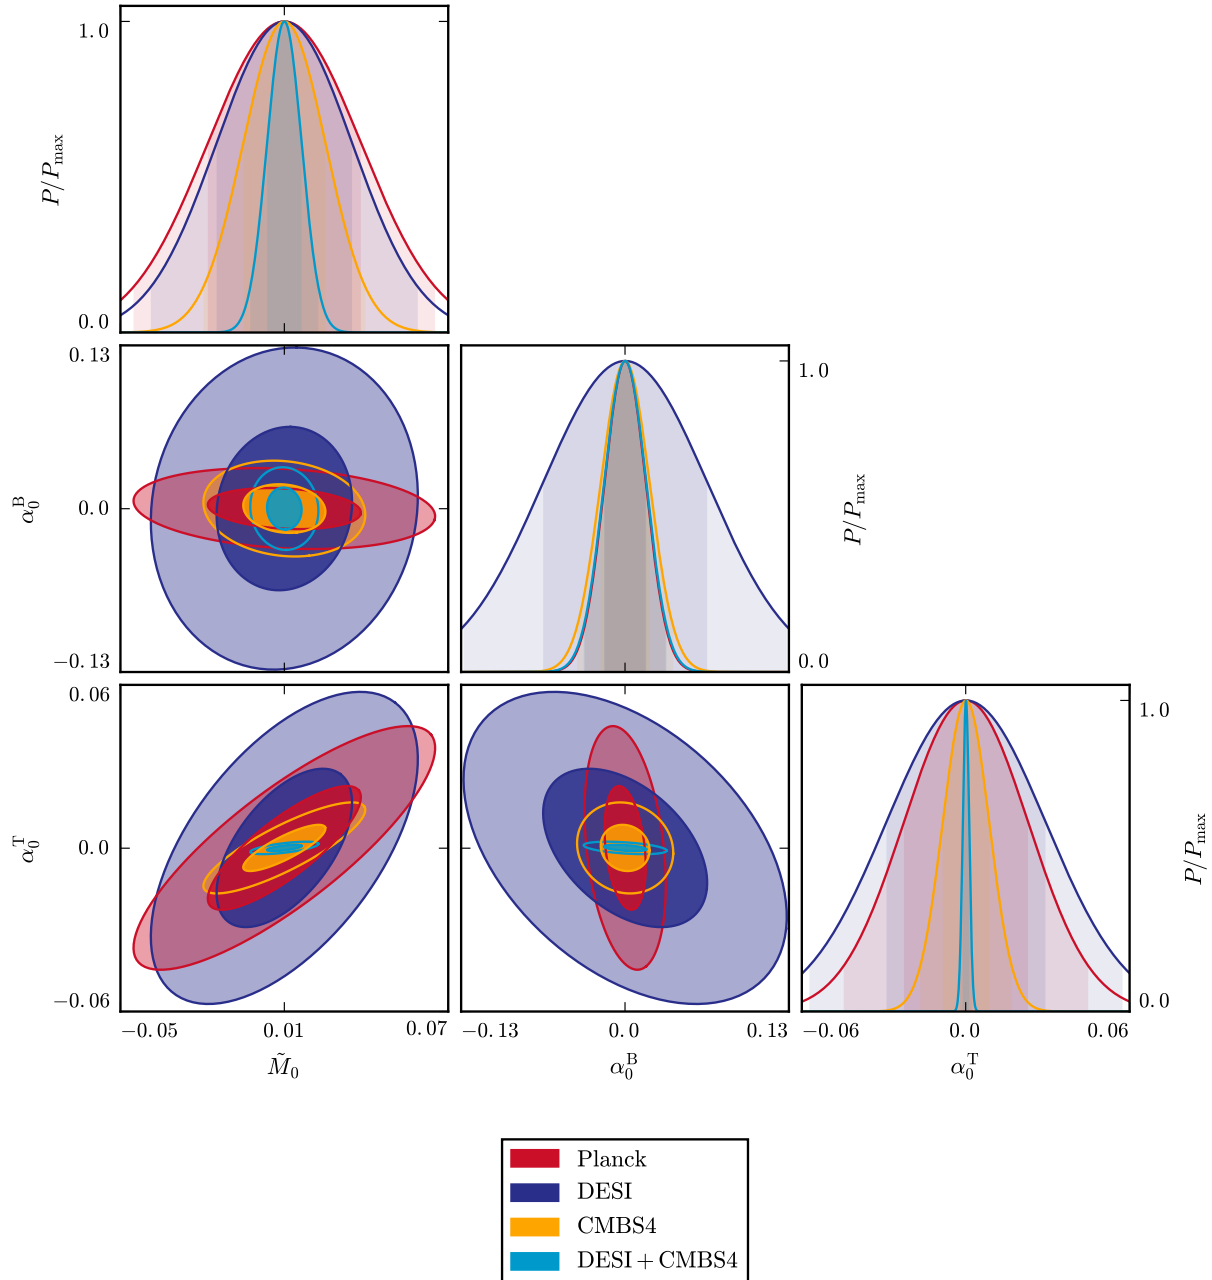 1.0
P/P_max
0.0
0.13
1.0
α_0^B
0.0
P/P_max
−0.13
0.0
0.06
1.0
α_0^T
0.0
P/P_max
−0.06
0.0
−0.05 0.01 0.07 −0.13 0.0 0.13 −0.06 0.0 0.06
M̃_0 α_0^B α_0^T
Planck
DESI
CMBS4
DESI + CMBS4